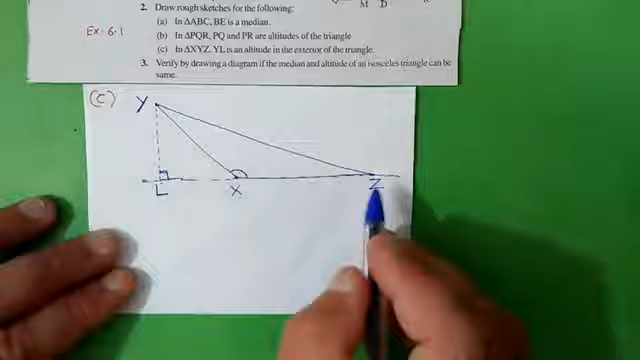 M D
2. Draw rough sketches for the following:
(a) In ΔABC, BE is a median.
Ex-6.1
(b) In ΔPQR, PQ and PR are altitudes of the triangle
(c) In ΔXYZ, YL is an altitude in the exterior of the triangle.
3. Verify by drawing a diagram if the median and altitude of an isosceles triangle can be
same.
(C)
Y
L X Z